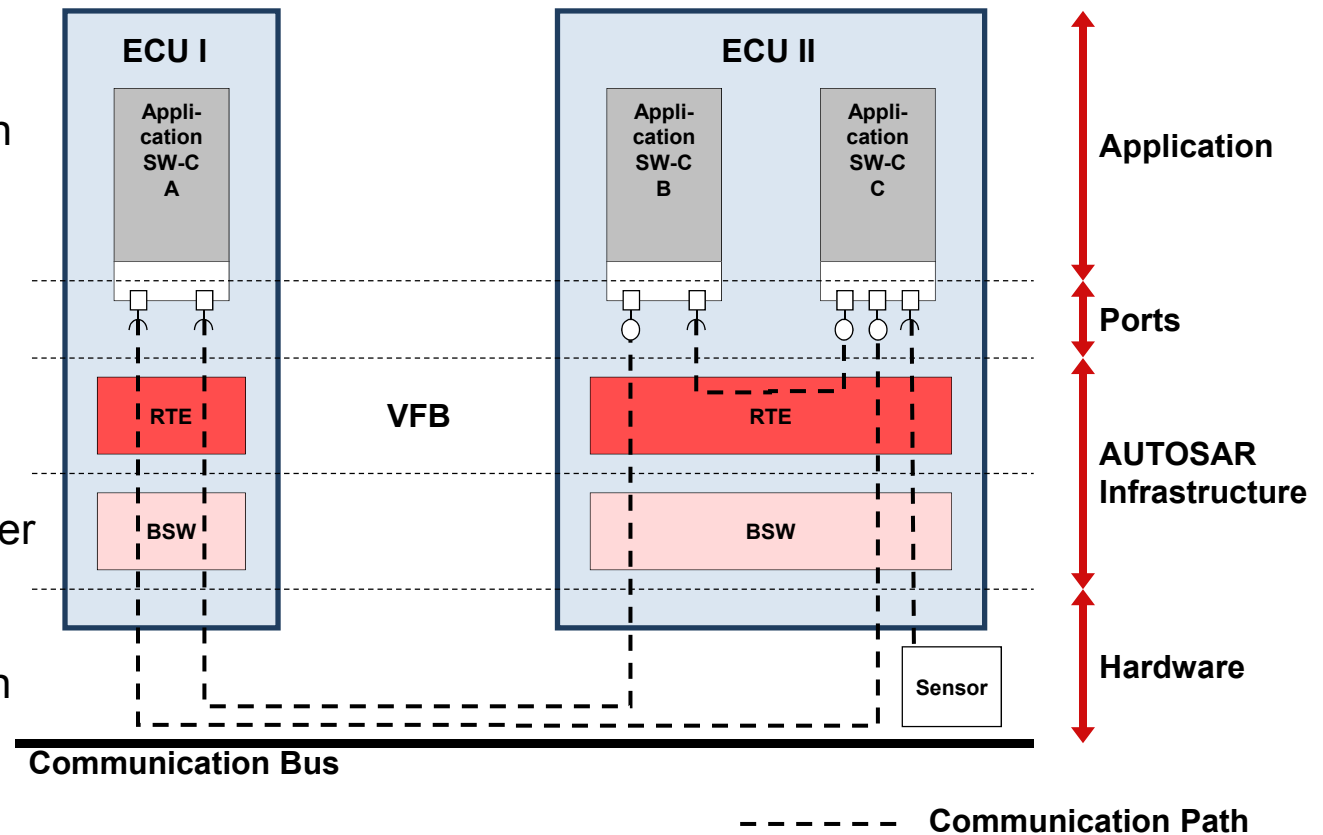 ECU I
ECU II
Appli-
cation
SW-C
A
Appli-
cation
SW-C
B
Appli-
cation
SW-C
C
Application
n
Ports
RTE
VFB
RTE
AUTOSAR
Infrastructure
er
BSW
BSW
n
Sensor
Hardware
Communication Bus
Communication Path